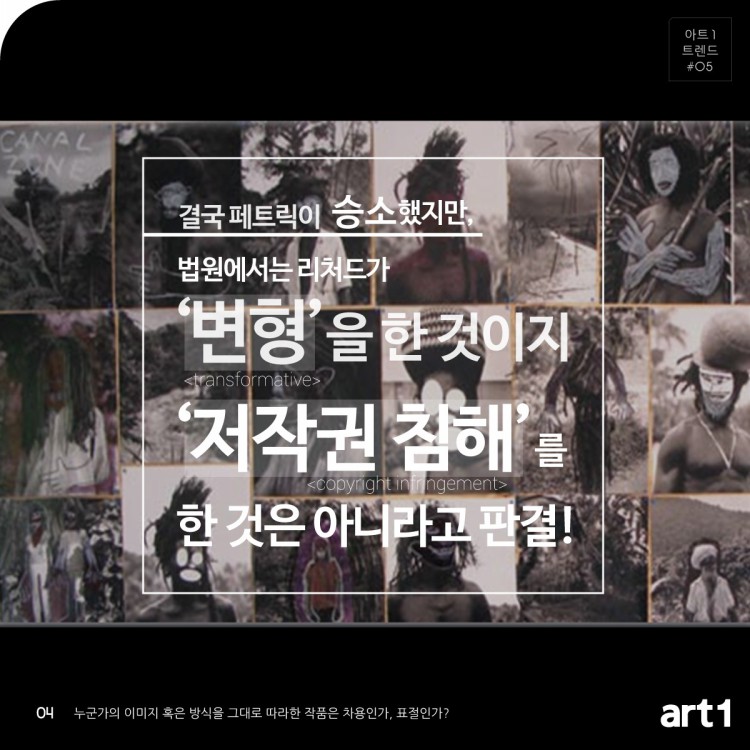 아트1
트렌드
#05
CANAL
ZONE
결국 페트릭이 승소했지만,
법원에서는 리처드가
‘변형’을 한 것이지
<transformative>
‘저작권 침해’를
<copyright infringement>
한 것은 아니라고 판결!
04 누군가의 이미지 혹은 방식을 그대로 따라한 작품은 차용인가, 표절인가?
art1